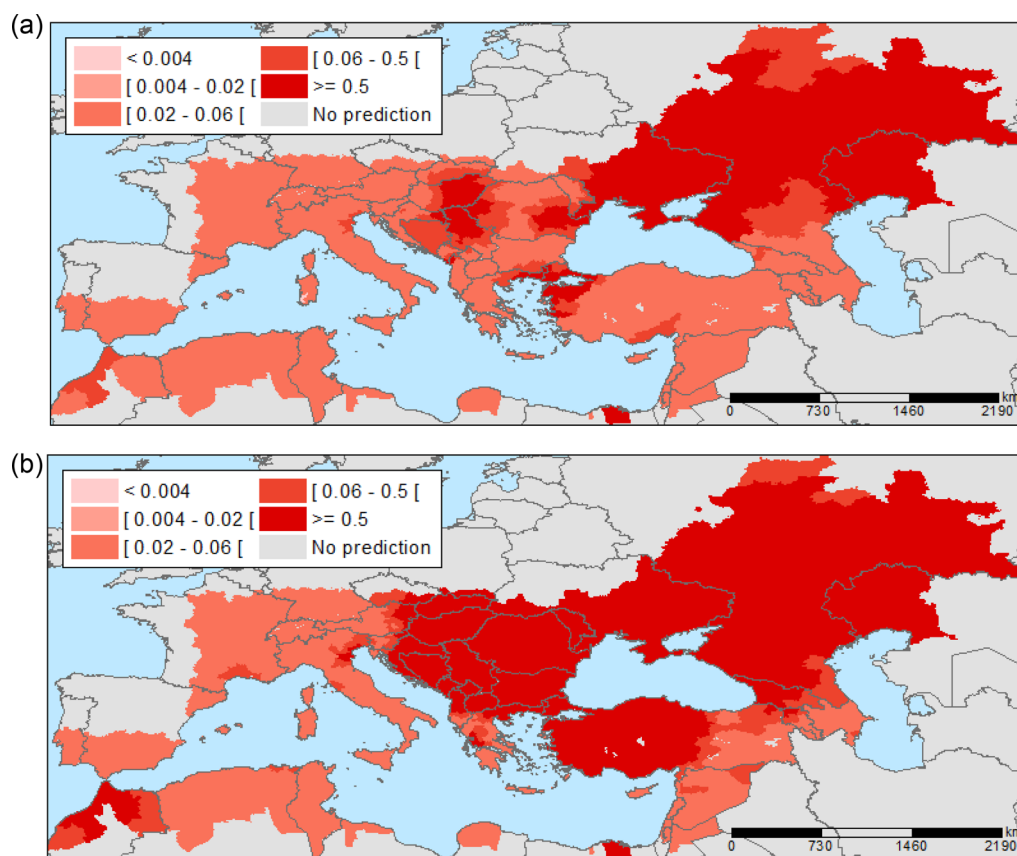 (a)
< 0.004
[ 0.004 - 0.02 [
[ 0.02 - 0.06 [
[ 0.06 - 0.5 [
>= 0.5
No prediction
km
0 730 1460 2190
(b)
< 0.004
[ 0.004 - 0.02 [
[ 0.02 - 0.06 [
[ 0.06 - 0.5 [
>= 0.5
No prediction
km
0 730 1460 2190